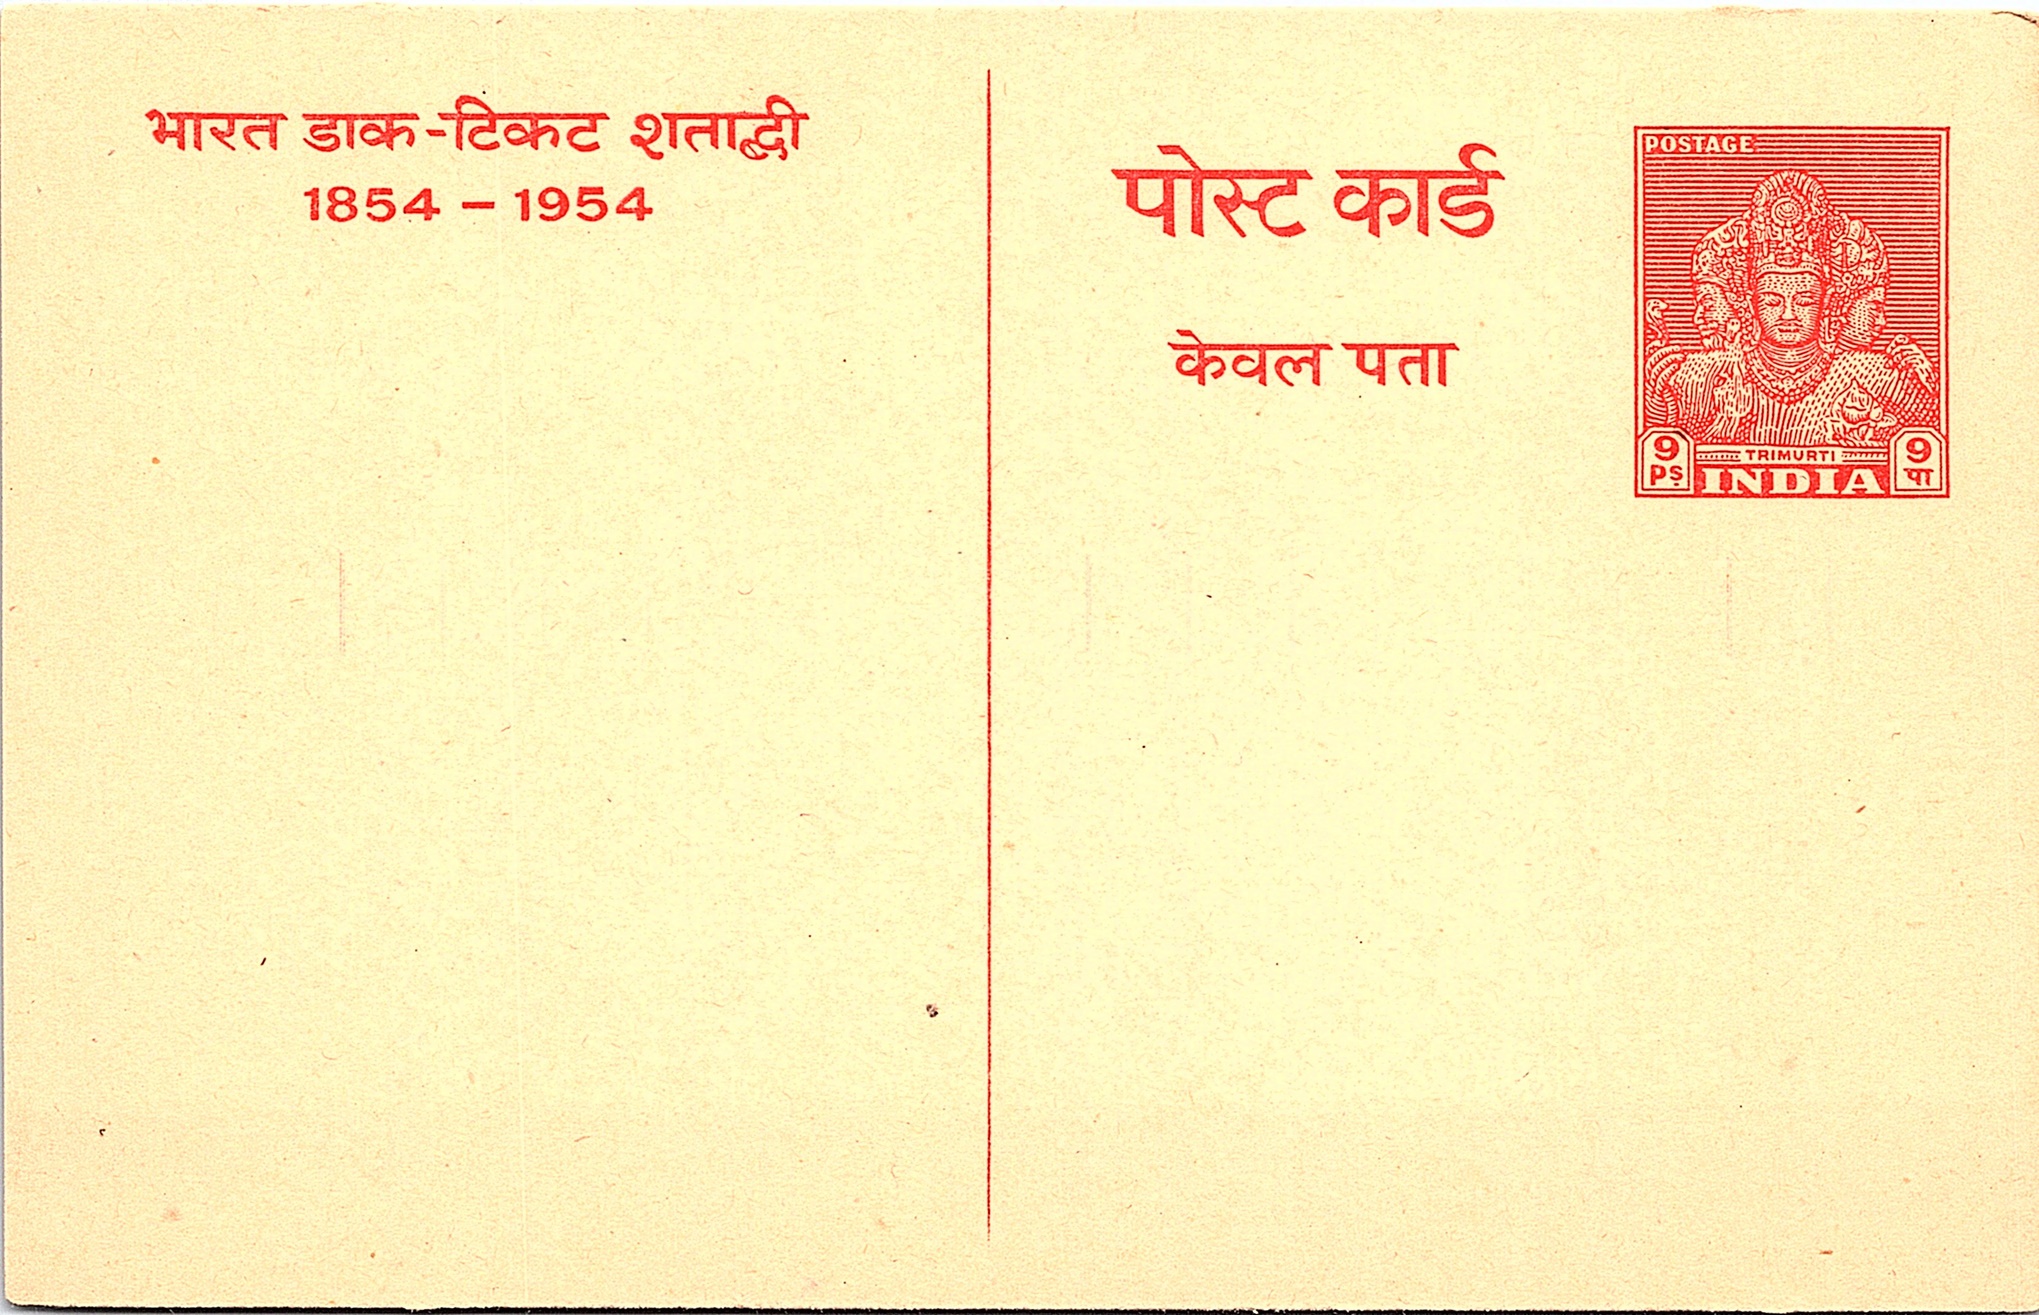 भारत डाक-टिकट शताब्दी
1854 - 1954
पोस्ट कार्ड
केवल पता
POSTAGE
TRIMURTI
9 PS INDIA 9 पा